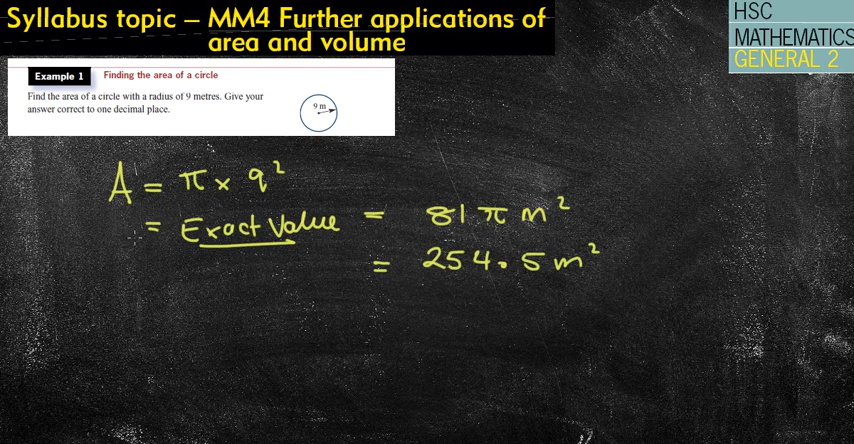 Syllabus topic – MM4 Further applications of
area and volume
HSC
MATHEMATICS
GENERAL 2
Example 1 Finding the area of a circle
Find the area of a circle with a radius of 9 metres. Give your
answer correct to one decimal place.
9 m
A = π × 9²
= Exact Value = 81 π m²
= 254.5 m²